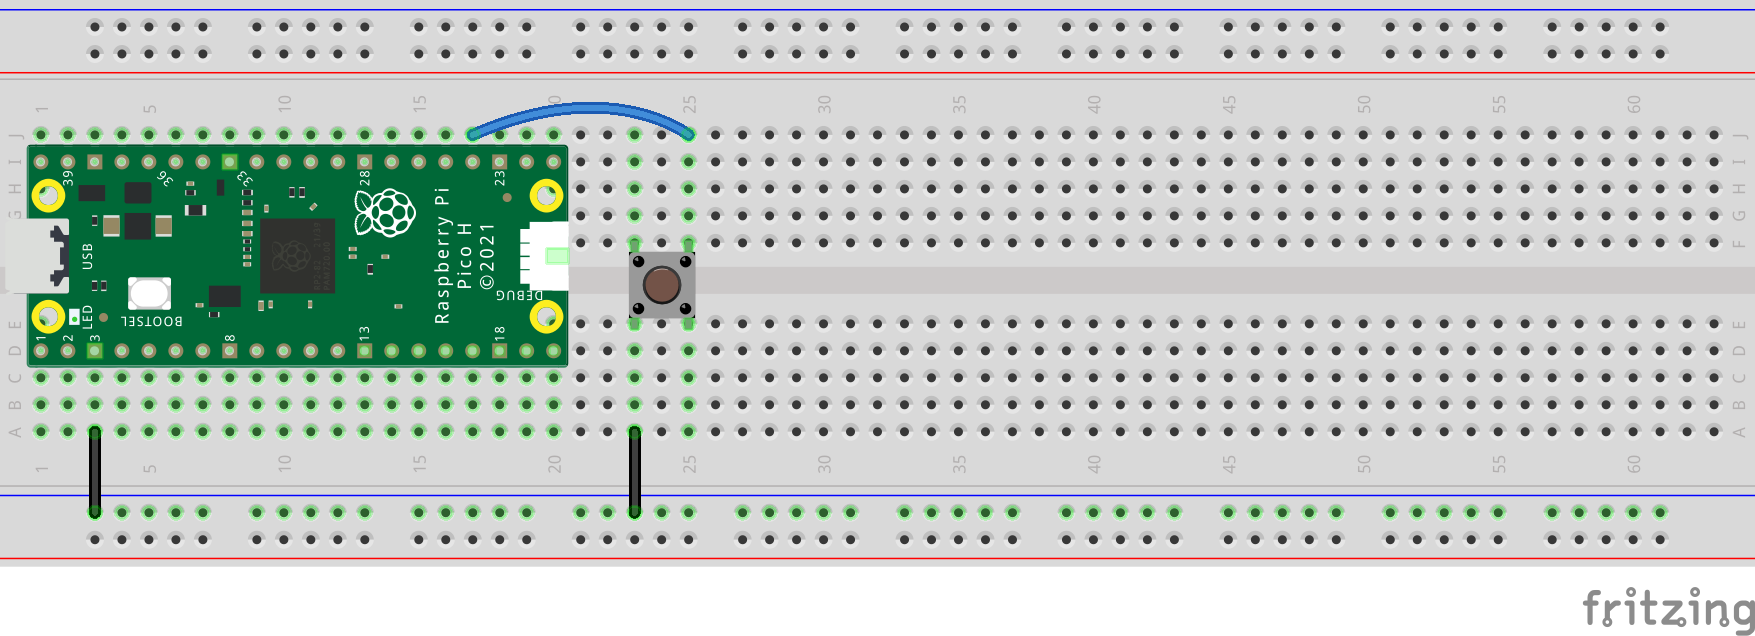 1 5 10 15 20 25 30 35 40 45 50 55 60
J J
I I
H H
G G
F F
39 36 33 28 23
USB
Raspberry Pi
Pico H
©2021
DEBUG
BOOTSEL
LED
1 2 3 8 13 18
E E
D D
C C
B B
A A
1 5 10 15 20 25 30 35 40 45 50 55 60
fritzing